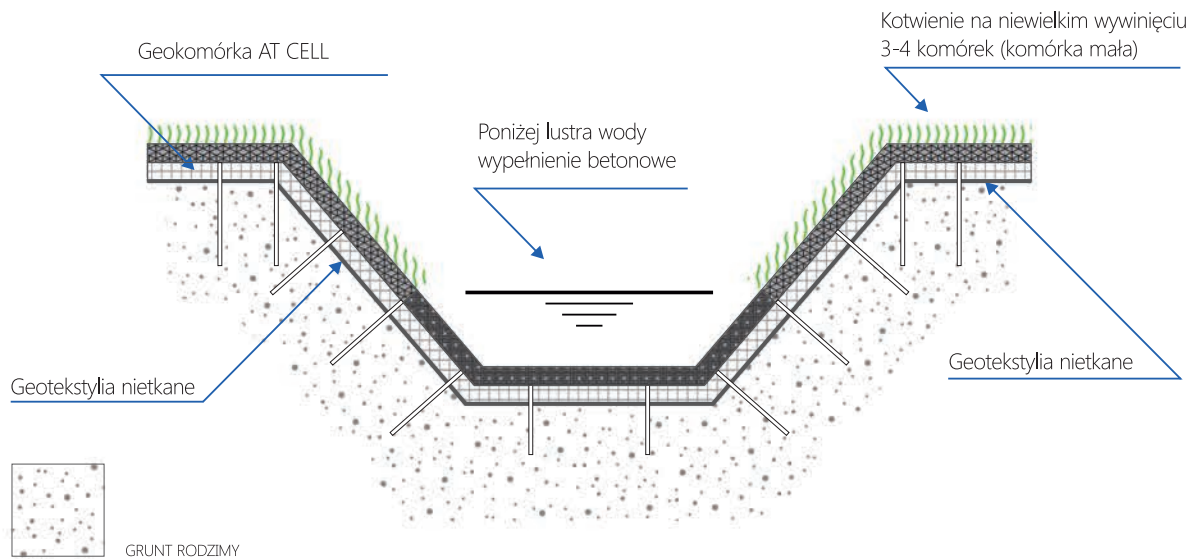 Kotwienie na niewielkim wywinięciu
3-4 komórek (komórka mała)
Geokomórka AT CELL
Poniżej lustra wody
wypełnienie betonowe
Geotekstylia nietkane
Geotekstylia nietkane
GRUNT RODZIMY